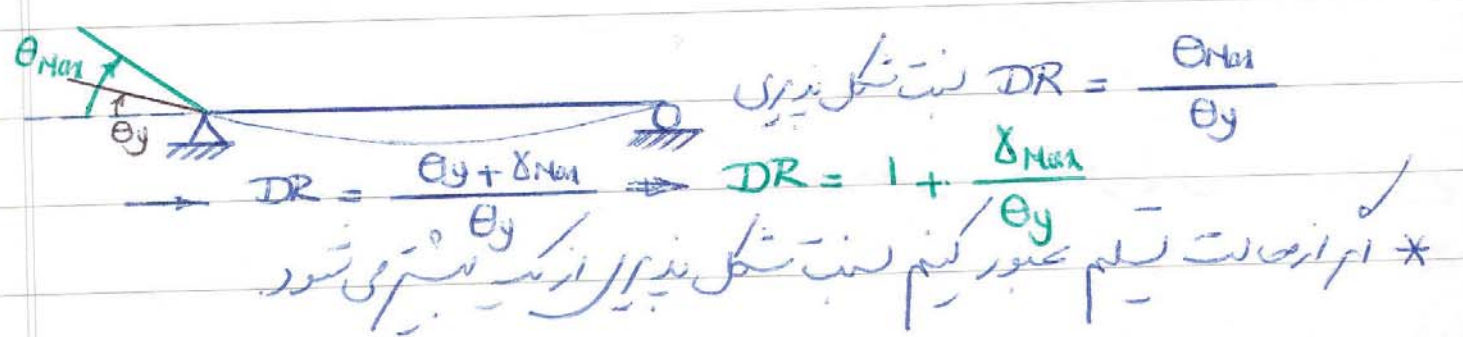 θMax
θy
نسبت شکل پذیری DR = θMax / θy
→ DR = θy + γMax / θy ⇒ DR = 1 + γMax / θy
* اگر از حالت تسلیم عبور کنیم نسبت شکل پذیری از یک بیشتر می شود.